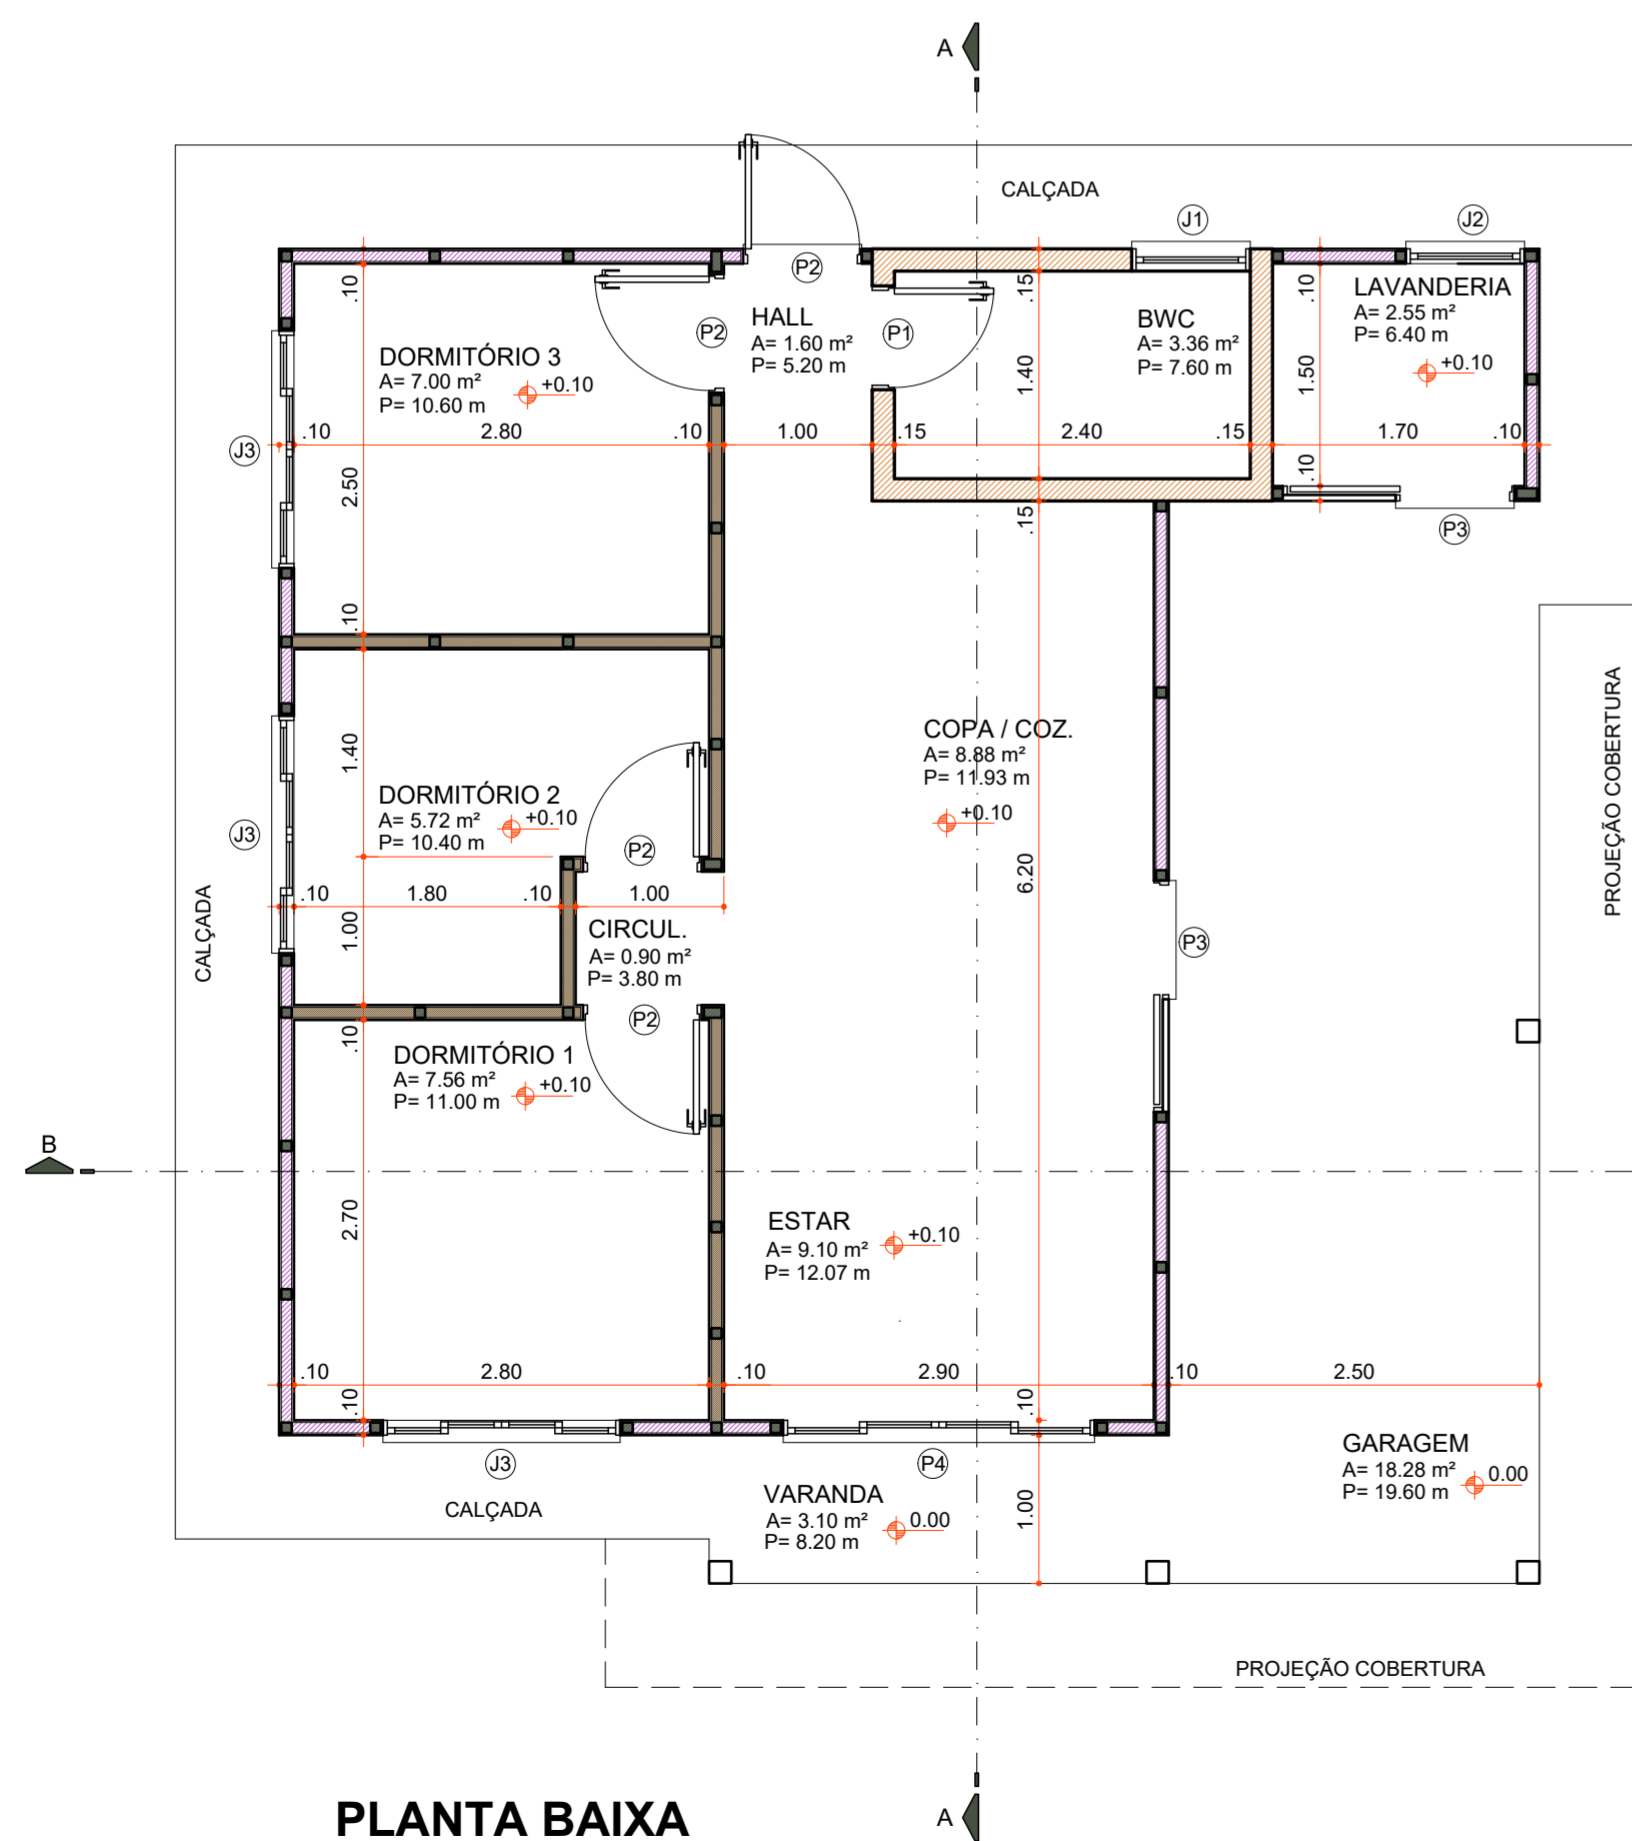 A
CALÇADA
J1
J2
P2
.10
.15
.10
LAVANDERIA
A= 2.55 m²
P= 6.40 m
+0.10
HALL
A= 1.60 m²
P= 5.20 m
P2
P1
BWC
A= 3.36 m²
P= 7.60 m
DORMITÓRIO 3
A= 7.00 m²
P= 10.60 m
+0.10
1.40
1.50
J3
.10
2.80
.10
1.00
.15
2.40
.15
1.70
.10
2.50
.10
.15
P3
.10
PROJEÇÃO COBERTURA
COPA / COZ.
A= 8.88 m²
P= 11.93 m
+0.10
1.40
DORMITÓRIO 2
A= 5.72 m²
P= 10.40 m
+0.10
J3
P2
6.20
CALÇADA
.10
1.80
.10
1.00
1.00
CIRCUL.
A= 0.90 m²
P= 3.80 m
P3
P2
.10
DORMITÓRIO 1
A= 7.56 m²
P= 11.00 m
+0.10
B
2.70
ESTAR
A= 9.10 m²
P= 12.07 m
+0.10
.10
2.80
.10
2.90
.10
2.50
.10
.10
J3
P4
GARAGEM
A= 18.28 m²
P= 19.60 m
0.00
CALÇADA
VARANDA
A= 3.10 m²
P= 8.20 m
0.00
1.00
PROJEÇÃO COBERTURA
A
PLANTA BAIXA